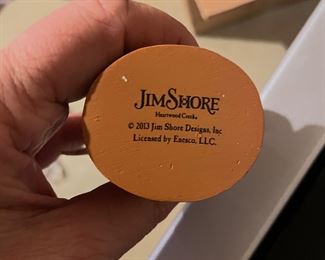 JIM SHORE
Heartwood Creek
© 2013 Jim Shore Designs, Inc
Licensed by Enesco, LLC.